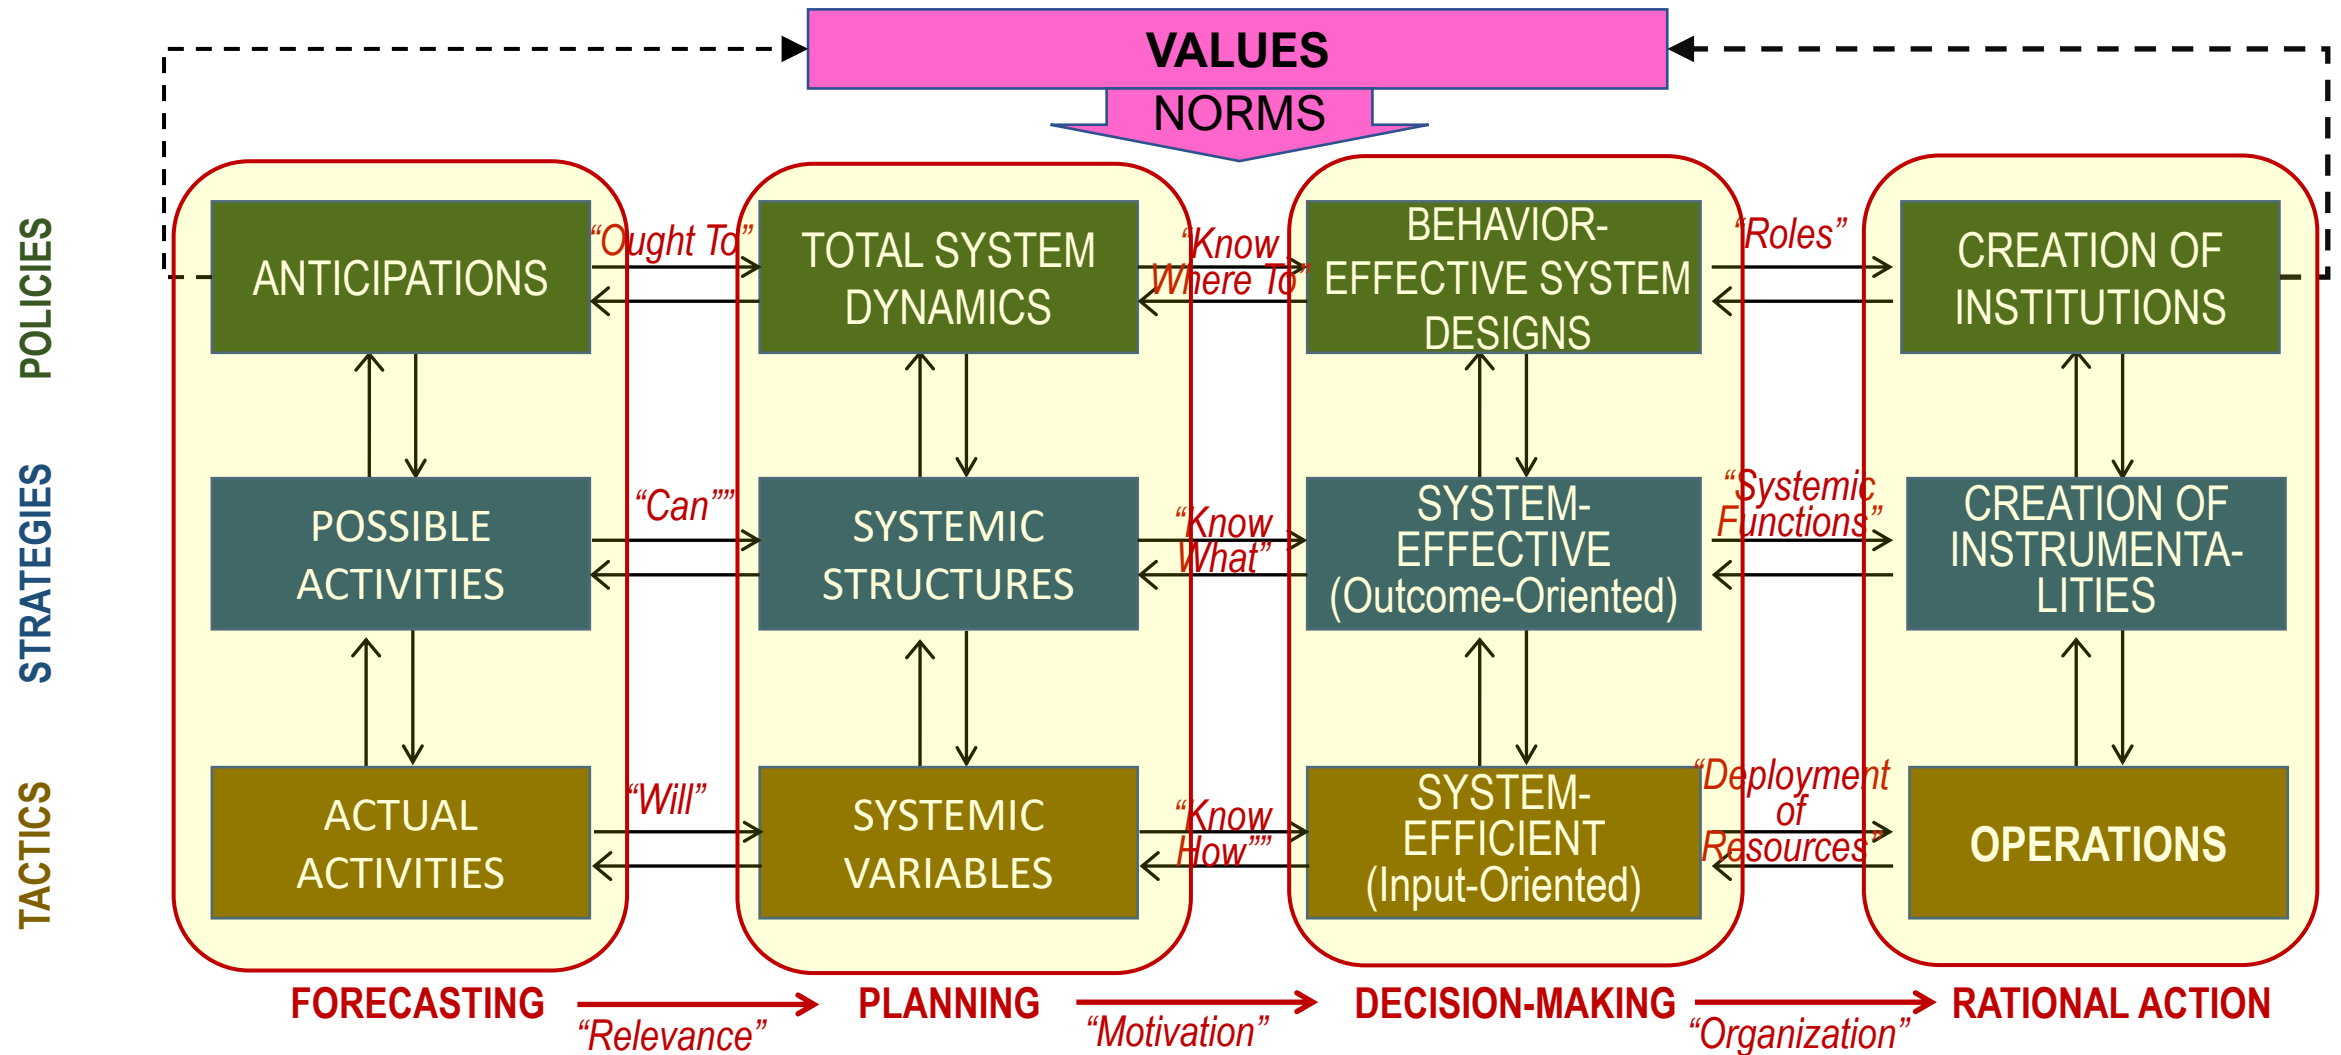 VALUES
NORMS
POLICIES
ANTICIPATIONS
“Ought To”
TOTAL SYSTEM
DYNAMICS
“Know
Where To”
BEHAVIOR-
EFFECTIVE SYSTEM
DESIGNS
“Roles”
CREATION OF
INSTITUTIONS
STRATEGIES
POSSIBLE
ACTIVITIES
“Can””
SYSTEMIC
STRUCTURES
“Know
What”
SYSTEM-
EFFECTIVE
(Outcome-Oriented)
“Systemic
Functions”
CREATION OF
INSTRUMENTA-
LITIES
TACTICS
ACTUAL
ACTIVITIES
“Will”
SYSTEMIC
VARIABLES
“Know
How””
SYSTEM-
EFFICIENT
(Input-Oriented)
“Deployment
of
Resources”
OPERATIONS
FORECASTING
“Relevance”
PLANNING
“Motivation”
DECISION-MAKING
“Organization”
RATIONAL ACTION